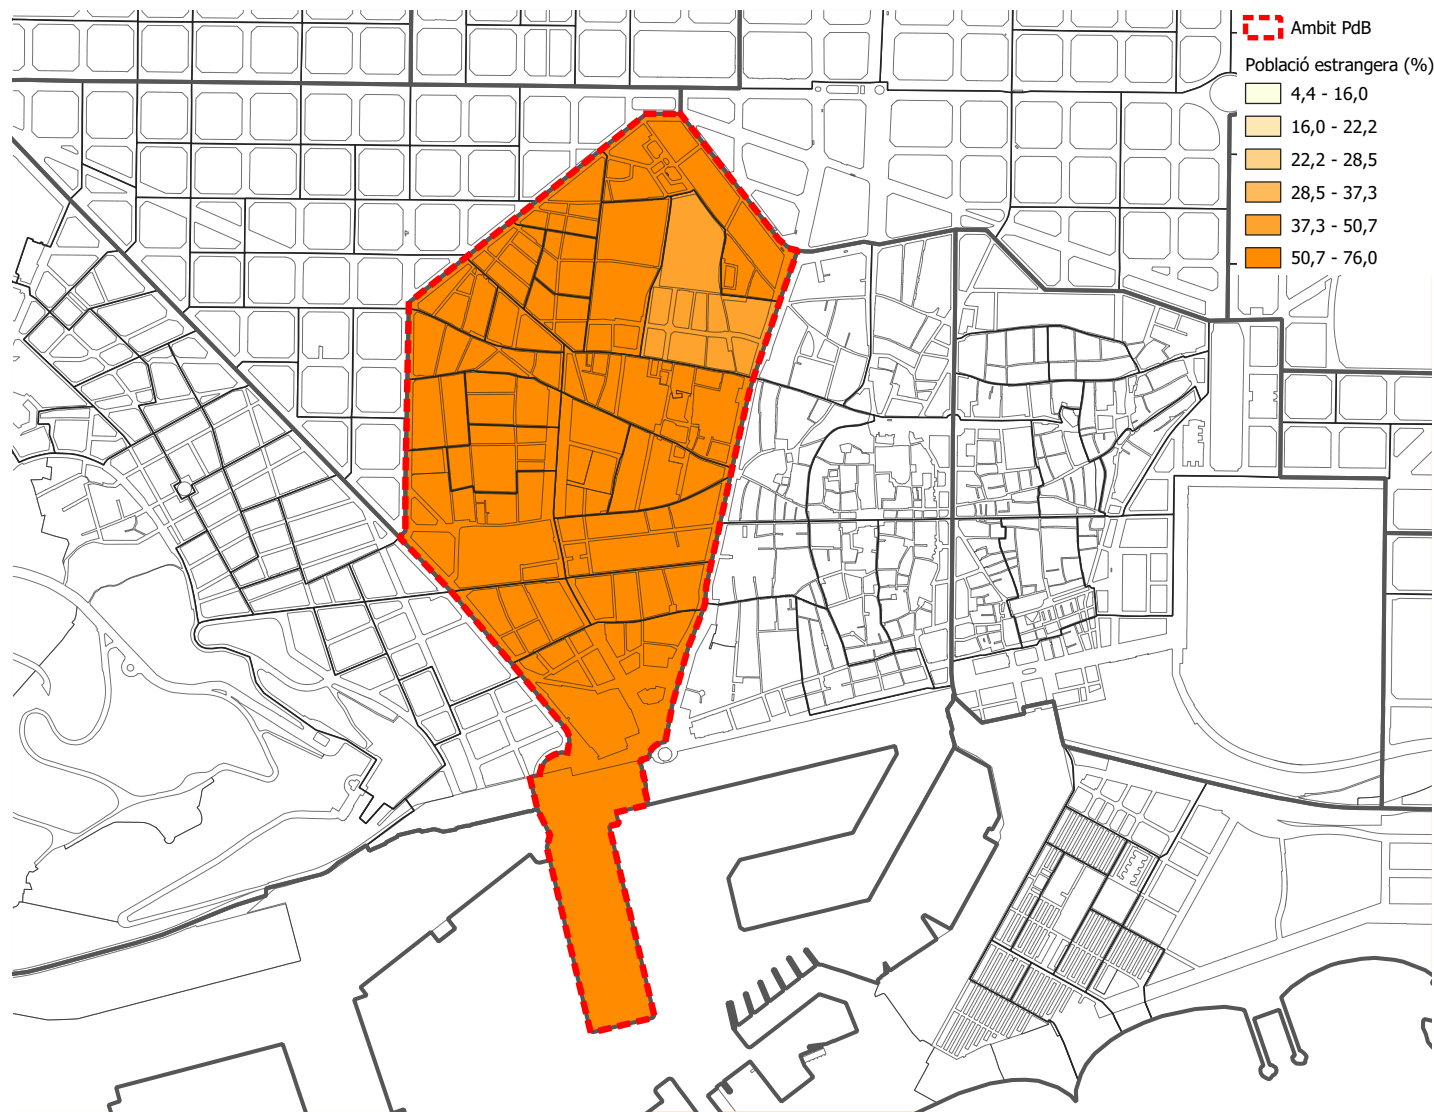 Ambit PdB
Població estrangera (%)
4,4 - 16,0
16,0 - 22,2
22,2 - 28,5
28,5 - 37,3
37,3 - 50,7
50,7 - 76,0